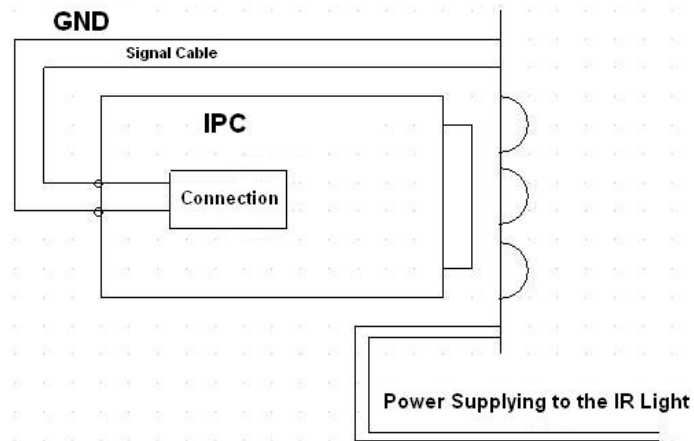 GND
Signal Cable
IPC
Connection
Power Supplying to the IR Light